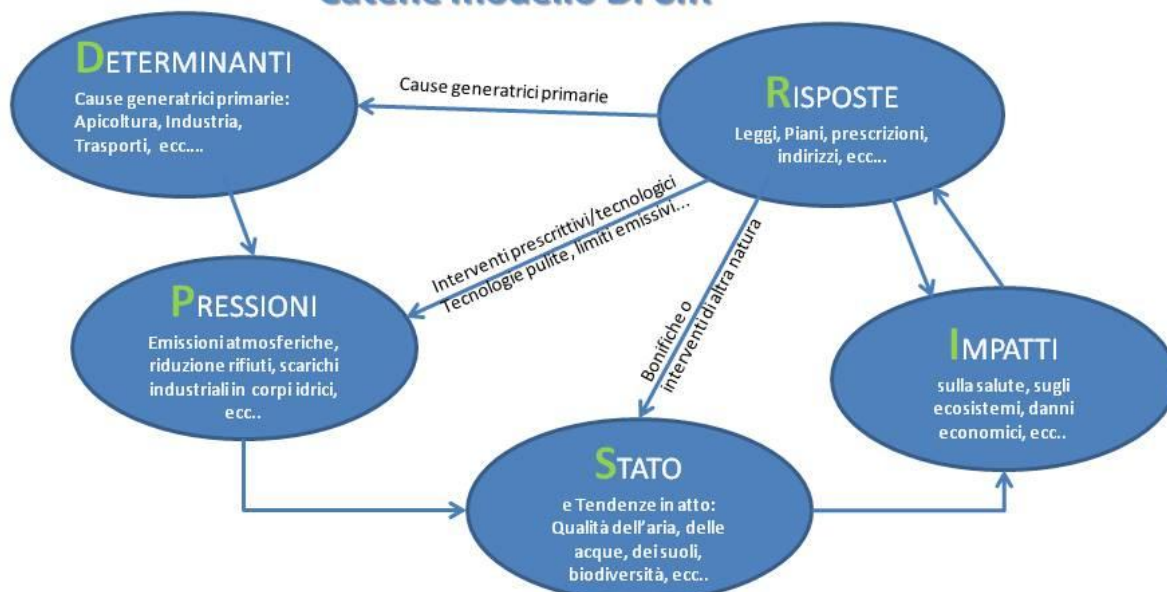 Catene modello DPSIR
DETERMINANTI
Cause generatrici primarie:
Apicoltura, Industria,
Trasporti, ecc....
Cause generatrici primarie
RISPOSTE
Leggi, Piani, prescrizioni,
indirizzi, ecc...
Interventi prescrittivi/tecnologici
Tecnologie pulite, limiti emissivi...
Bonifiche o
interventi di altra natura
PRESSIONI
Emissioni atmosferiche,
riduzione rifiuti, scarichi
industriali in corpi idrici,
ecc..
IMPATTI
sulla salute, sugli
ecosistemi, danni
economici, ecc..
STATO
e Tendenze in atto:
Qualità dell'aria, delle
acque, dei suoli,
biodiversità, ecc..